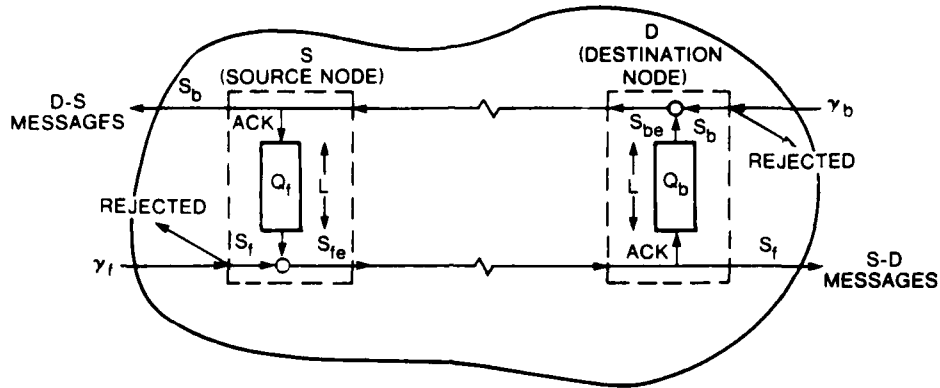 S
(SOURCE NODE)
D
(DESTINATION
NODE)
S_b
D-S
MESSAGES
ACK
Q_f
L
REJECTED
γ_f
S_f
S_fe
S_be
S_b
γ_b
REJECTED
L
Q_b
ACK
S_f
S-D
MESSAGES